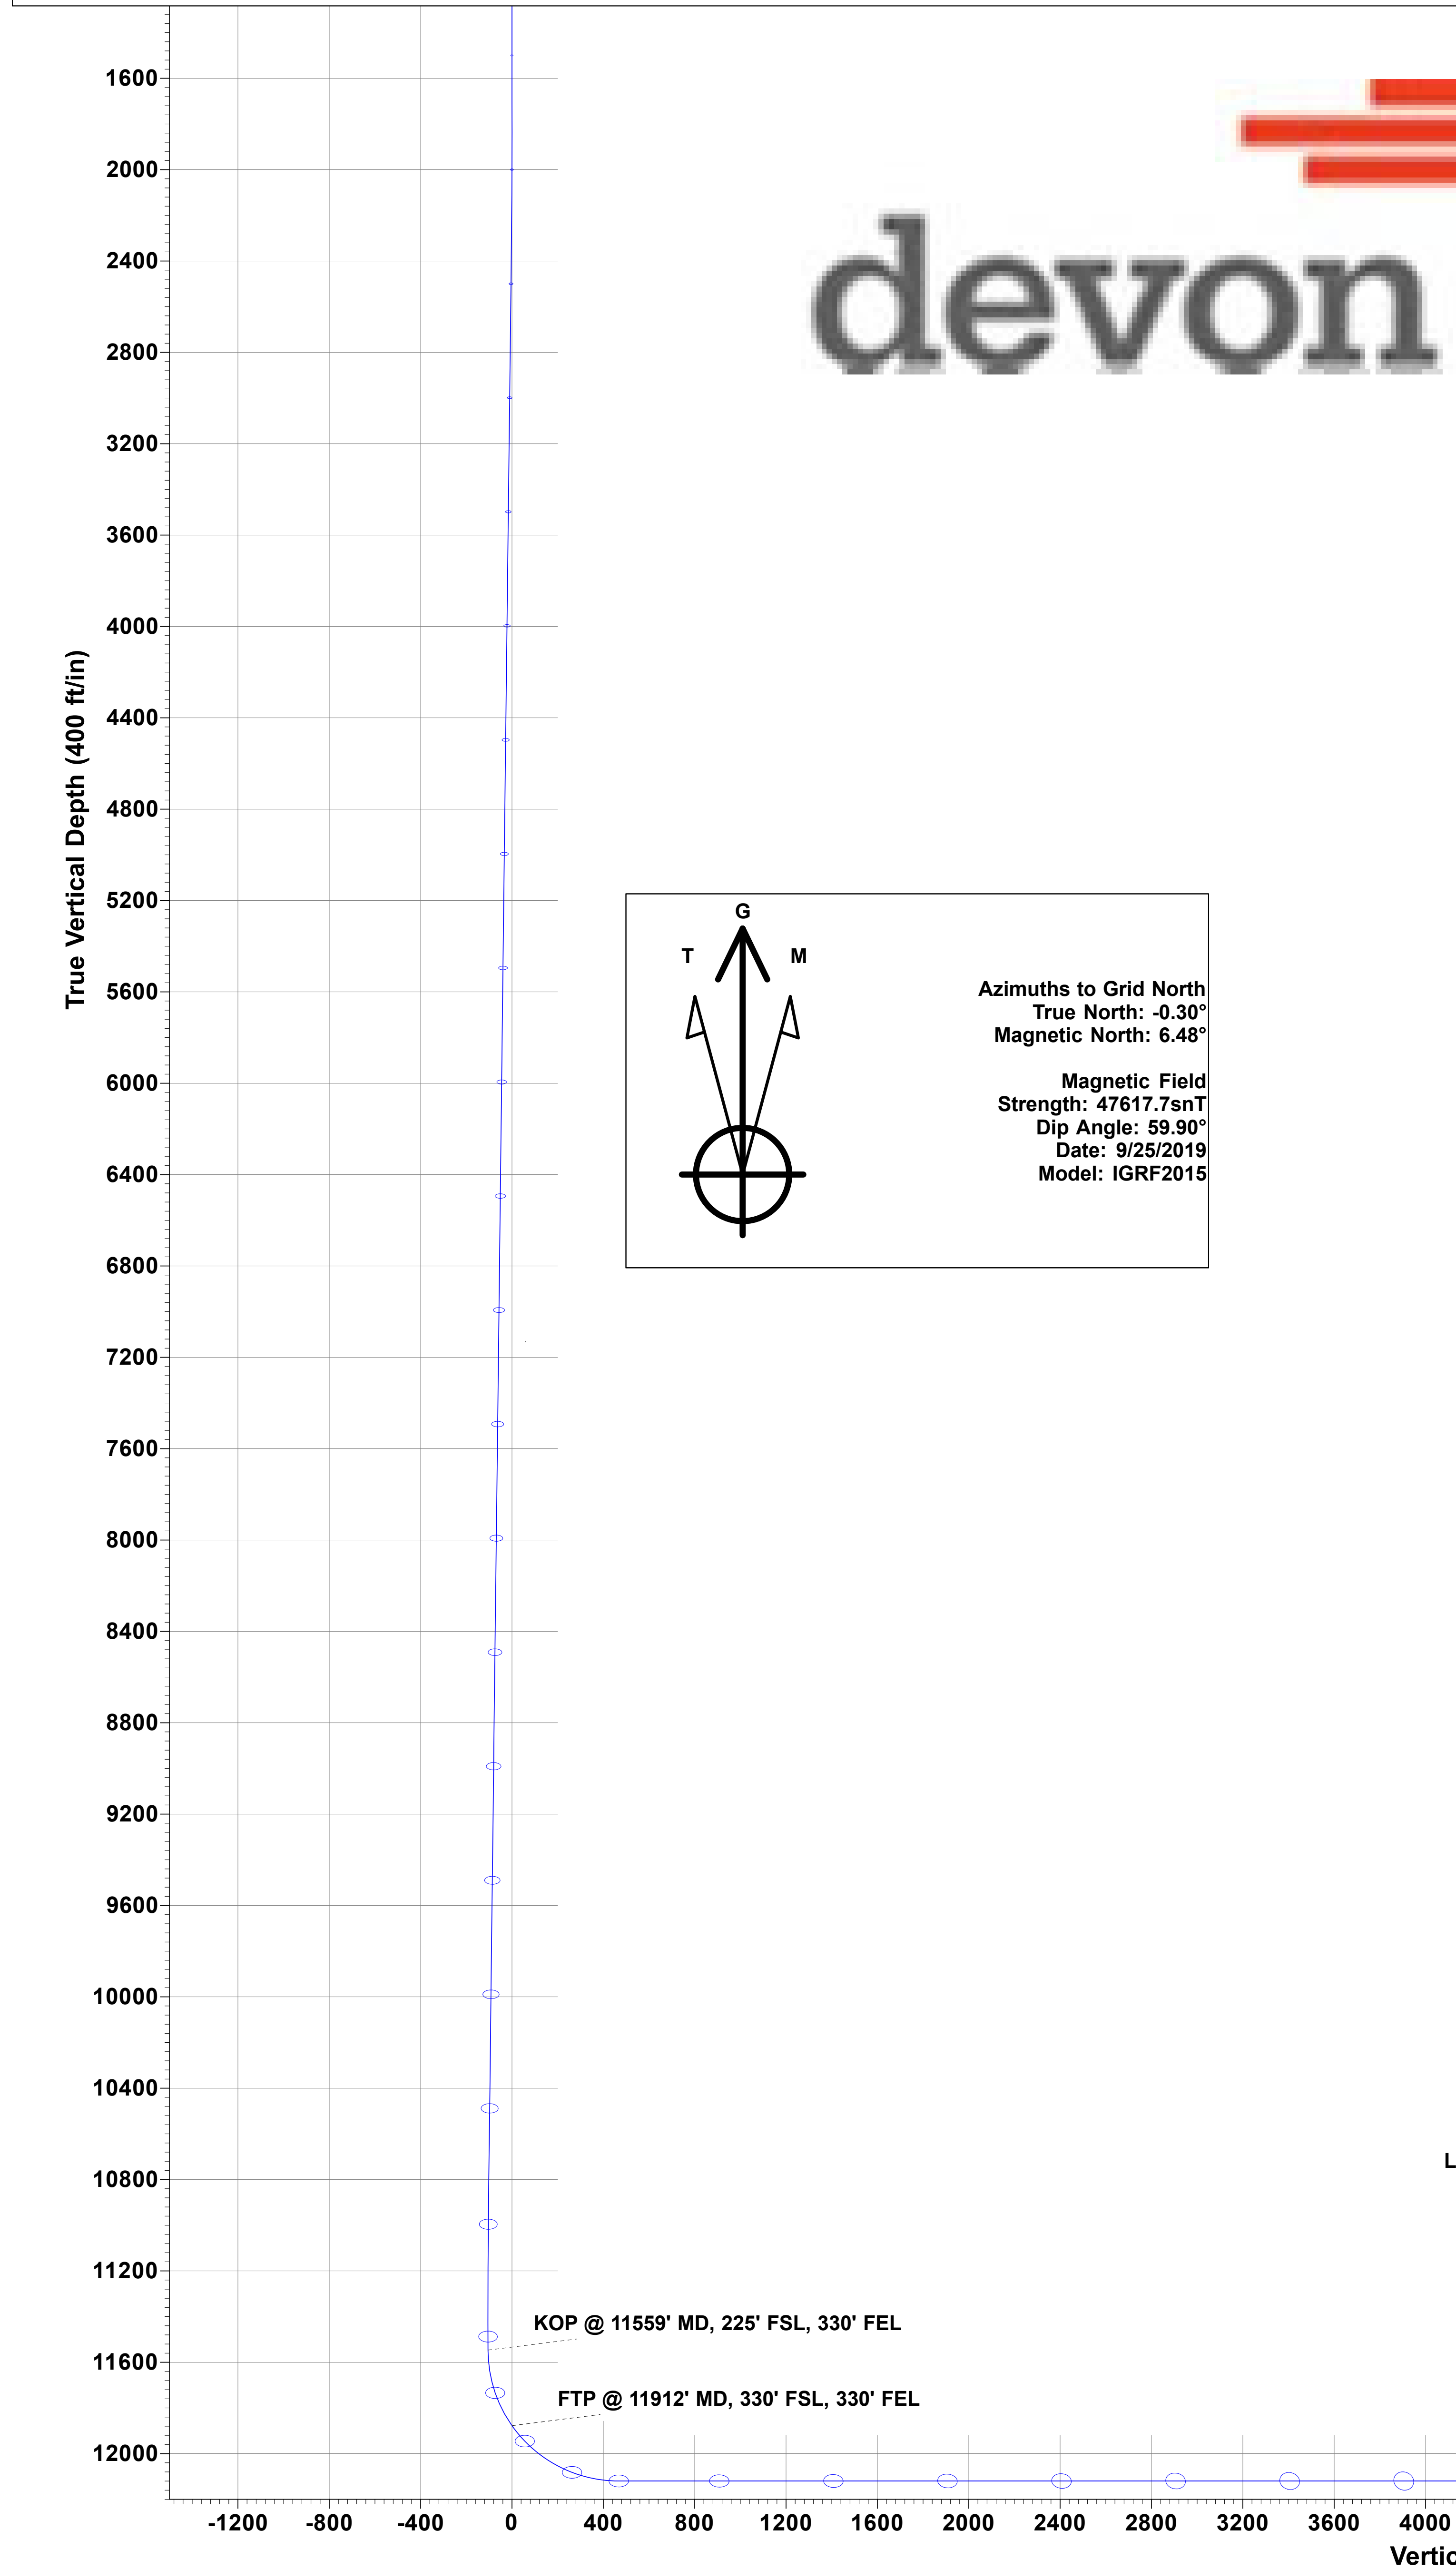 1600
2000
2400
devon
2800
3200
3600
4000
True Vertical Depth (400 ft/in)
4400
4800
5200
G
T M
5600
Azimuths to Grid North
True North: -0.30°
Magnetic North: 6.48°
6000
Magnetic Field
Strength: 47617.7snT
Dip Angle: 59.90°
Date: 9/25/2019
Model: IGRF2015
6400
6800
7200
7600
8000
8400
8800
9200
9600
10000
10400
L
10800
11200
KOP @ 11559' MD, 225' FSL, 330' FEL
11600
FTP @ 11912' MD, 330' FSL, 330' FEL
12000
-1200 -800 -400 0 400 800 1200 1600 2000 2400 2800 3200 3600 4000
Vertic